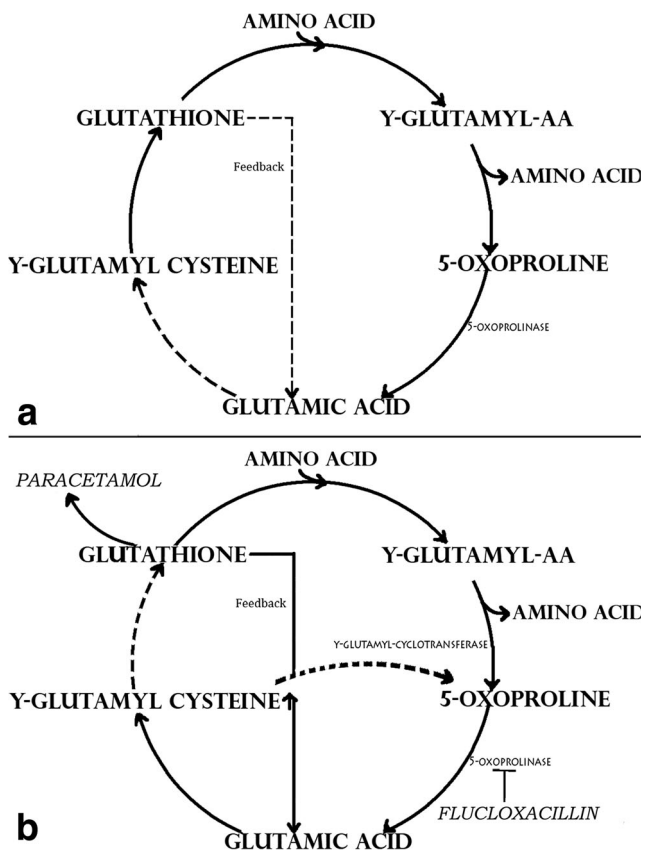 AMINO ACID
GLUTATHIONE
Y-GLUTAMYL-AA
Feedback
AMINO ACID
Y-GLUTAMYL CYSTEINE
5-OXOPROLINE
5-OXOPROLINASE
GLUTAMIC ACID
a
AMINO ACID
PARACETAMOL
GLUTATHIONE
Y-GLUTAMYL-AA
Feedback
AMINO ACID
Y-GLUTAMYL-CYCLOTRANSFERASE
Y-GLUTAMYL CYSTEINE
5-OXOPROLINE
5-OXOPROLINASE
FLUCLOXACILLIN
GLUTAMIC ACID
b